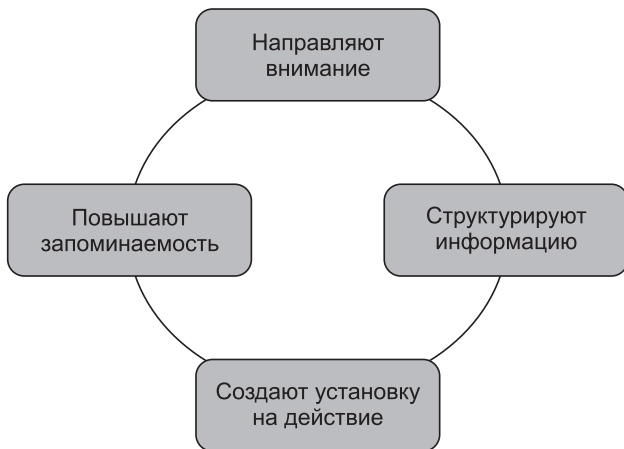 Направляют
внимание
Повышают
запоминаемость
Структурируют
информацию
Создают установку
на действие